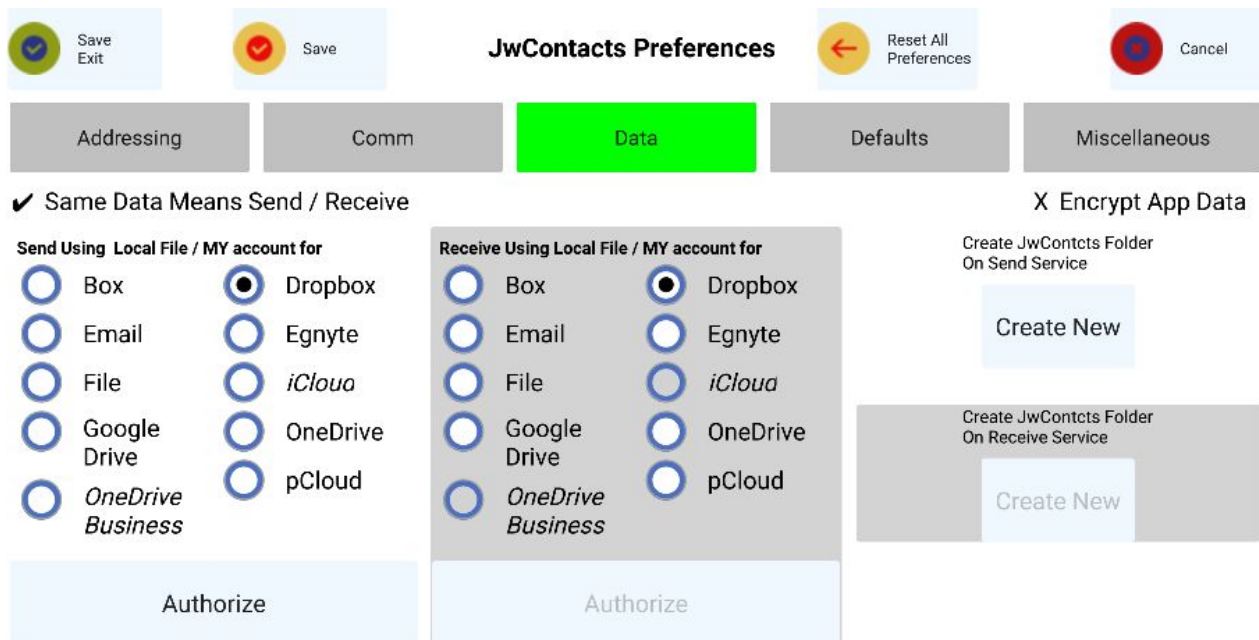 Save
Exit
Save
JwContacts Preferences
Reset All
Preferences
Cancel
Addressing
Comm
Data
Defaults
Miscellaneous
✔ Same Data Means Send / Receive
X Encrypt App Data
Send Using Local File / MY account for
Box
Dropbox
Email
Egnyte
File
iCloud
Google
Drive
OneDrive
OneDrive
Business
pCloud
Authorize
Receive Using Local File / MY account for
Box
Dropbox
Email
Egnyte
File
iCloud
Google
Drive
OneDrive
OneDrive
Business
pCloud
Authorize
Create JwContcts Folder
On Send Service
Create New
Create JwContcts Folder
On Receive Service
Create New